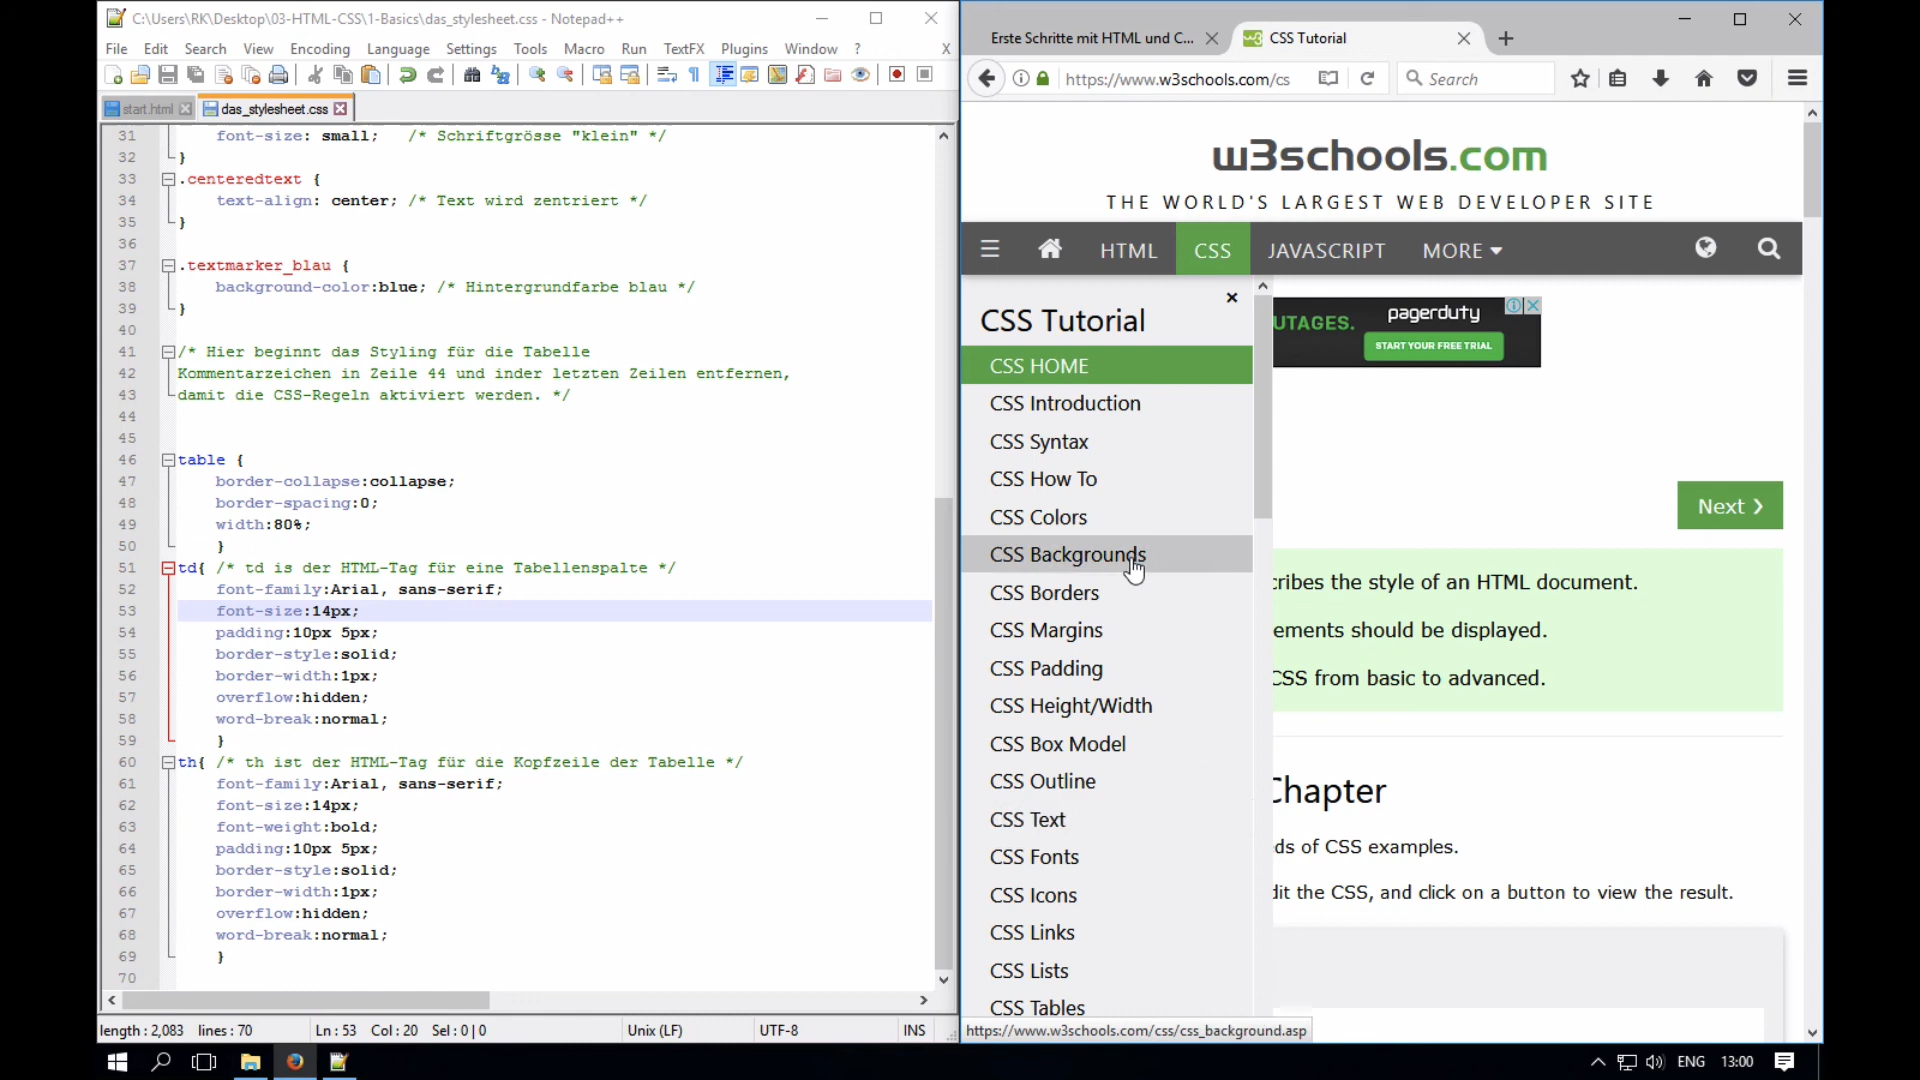 C:\Users\RK\Desktop\03-HTML-CSS\1-Basics\das_stylesheet.css - Notepad++
File Edit Search View Encoding Language Settings Tools Macro Run TextFX Plugins Window ? X
start.html das_stylesheet.css
31 font-size: small; /* Schriftgrösse "klein" */
32 }
33 .centeredtext {
34 text-align: center; /* Text wird zentriert */
35 }
36
37 .textmarker_blau {
38 background-color:blue; /* Hintergrundfarbe blau */
39 }
40
41 /* Hier beginnt das Styling für die Tabelle
42 Kommentarzeichen in Zeile 44 und inder letzten Zeilen entfernen,
43 damit die CSS-Regeln aktiviert werden. */
44
45
46 table {
47 border-collapse:collapse;
48 border-spacing:0;
49 width:80%;
50 }
51 td{ /* td is der HTML-Tag für eine Tabellenspalte */
52 font-family:Arial, sans-serif;
53 font-size:14px;
54 padding:10px 5px;
55 border-style:solid;
56 border-width:1px;
57 overflow:hidden;
58 word-break:normal;
59 }
60 th{ /* th ist der HTML-Tag für die Kopfzeile der Tabelle */
61 font-family:Arial, sans-serif;
62 font-size:14px;
63 font-weight:bold;
64 padding:10px 5px;
65 border-style:solid;
66 border-width:1px;
67 overflow:hidden;
68 word-break:normal;
69 }
70
length : 2,083 lines : 70 Ln : 53 Col : 20 Sel : 0 | 0 Unix (LF) UTF-8 INS
Erste Schritte mit HTML und C... CSS Tutorial
https://www.w3schools.com/cs Search
w3schools.com
THE WORLD'S LARGEST WEB DEVELOPER SITE
HTML CSS JAVASCRIPT MORE
CSS Tutorial
CSS HOME
CSS Introduction
CSS Syntax
CSS How To
CSS Colors
CSS Backgrounds
CSS Borders
CSS Margins
CSS Padding
CSS Height/Width
CSS Box Model
CSS Outline
CSS Text
CSS Fonts
CSS Icons
CSS Links
CSS Lists
CSS Tables
UTAGES. pagerduty
START YOUR FREE TRIAL
Next ❯
cribes the style of an HTML document.
ements should be displayed.
CSS from basic to advanced.
Chapter
ds of CSS examples.
dit the CSS, and click on a button to view the result.
https://www.w3schools.com/css/css_background.asp
ENG 13:00